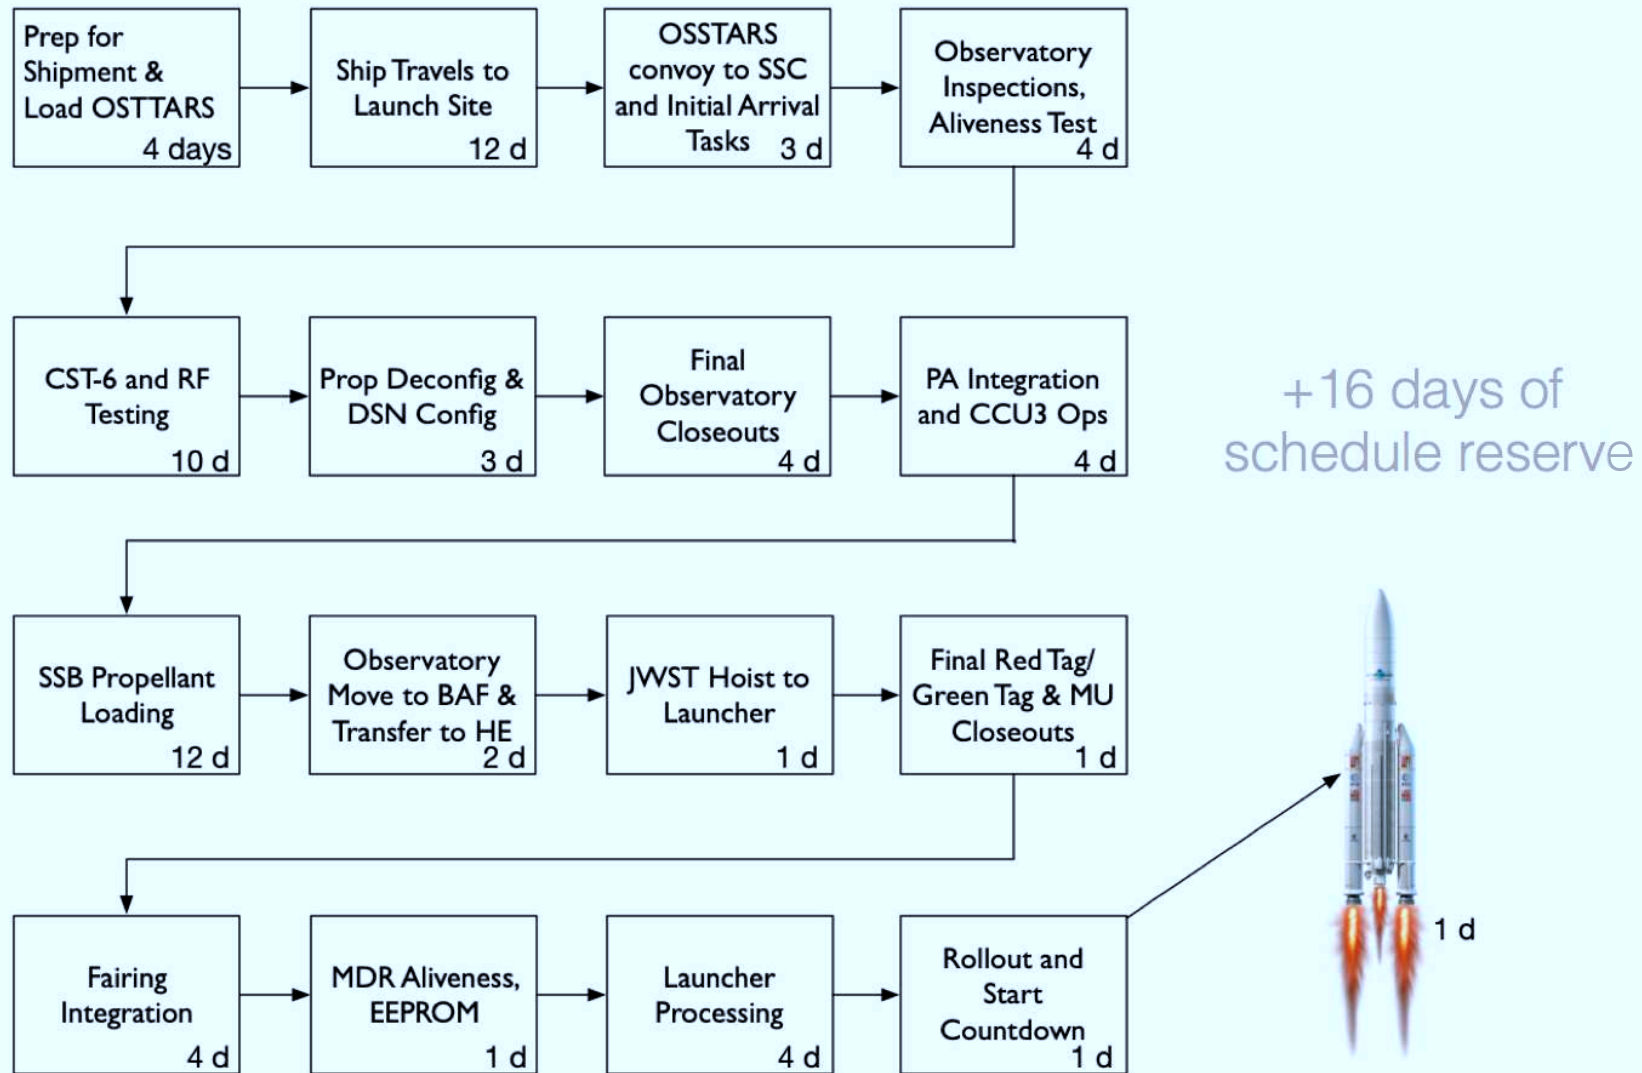 Prep for
Shipment &
Load OSTTARS
4 days
Ship Travels to
Launch Site
12 d
OSSTARS
convoy to SSC
and Initial Arrival
Tasks
3 d
Observatory
Inspections,
Aliveness Test
4 d
CST-6 and RF
Testing
10 d
Prop Deconfig &
DSN Config
3 d
Final
Observatory
Closeouts
4 d
PA Integration
and CCU3 Ops
4 d
+16 days of
schedule reserve
SSB Propellant
Loading
12 d
Observatory
Move to BAF &
Transfer to HE
2 d
JWST Hoist to
Launcher
1 d
Final Red Tag/
Green Tag & MU
Closeouts
1 d
Fairing
Integration
4 d
MDR Aliveness,
EEPROM
1 d
Launcher
Processing
4 d
Rollout and
Start
Countdown
1 d
1 d